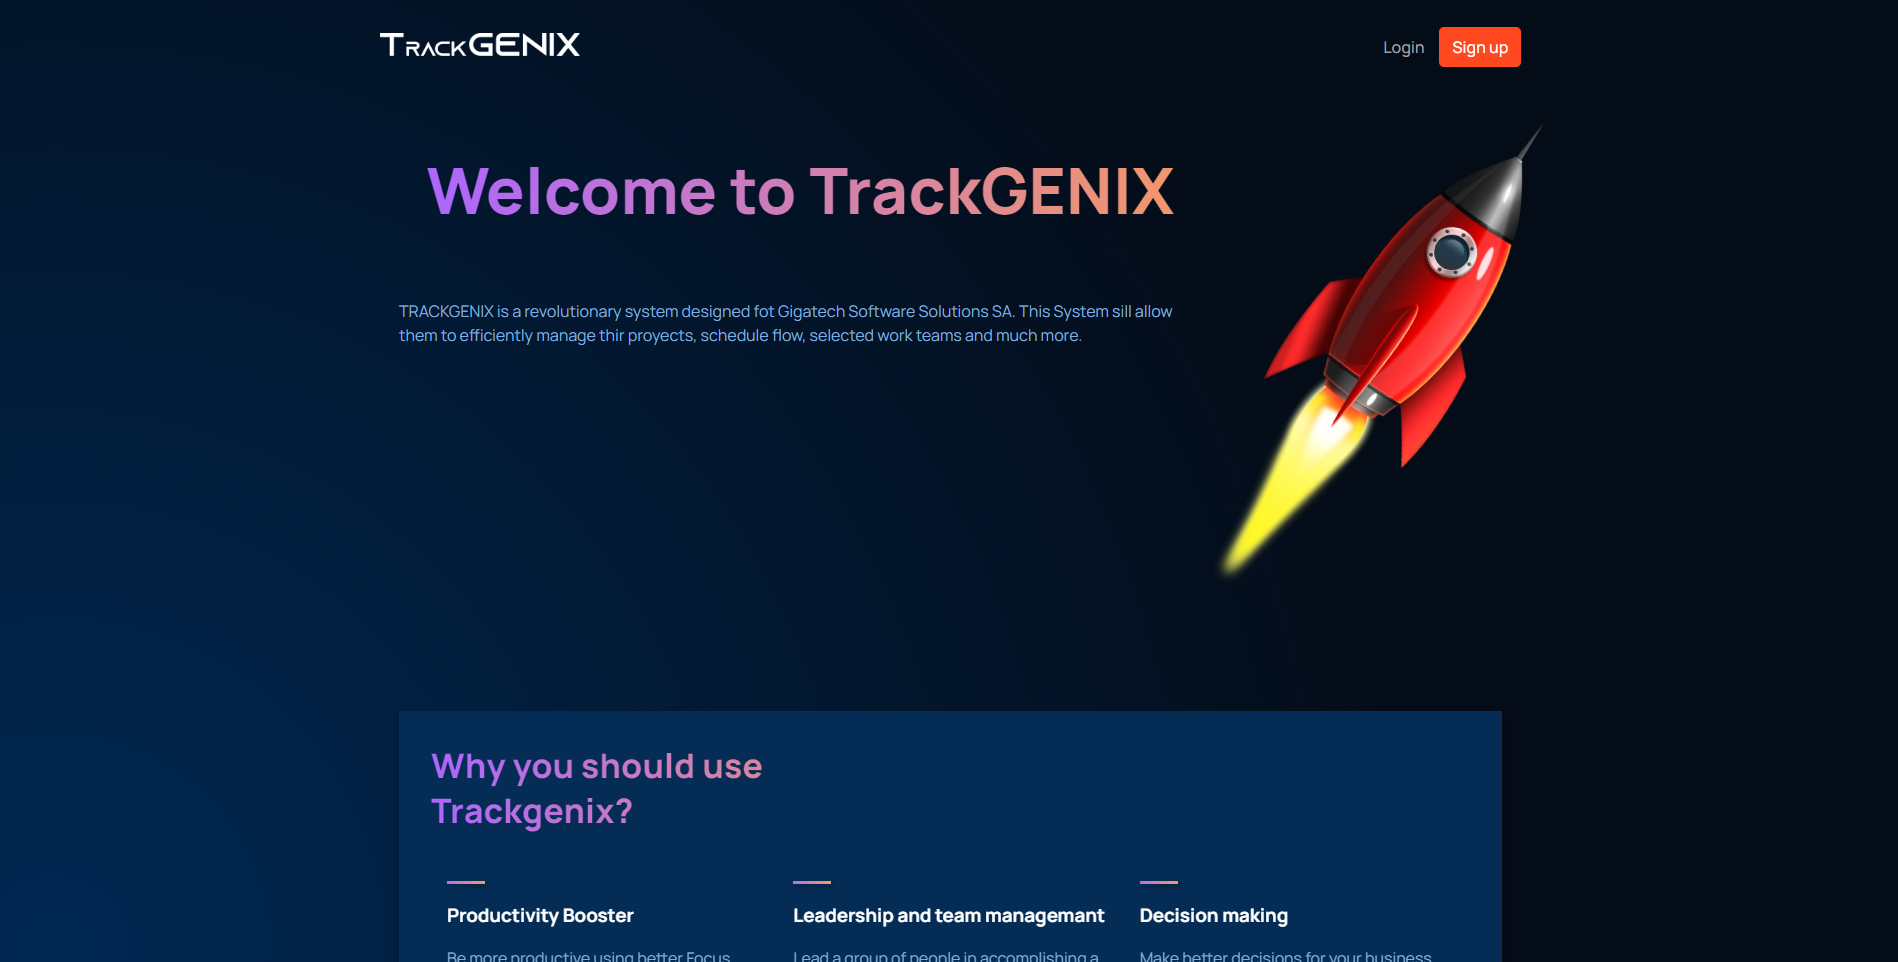 TRACKGENIX
Login
Sign up
Welcome to TrackGENIX
TRACKGENIX is a revolutionary system designed fot Gigatech Software Solutions SA. This System sill allow
them to efficiently manage thir proyects, schedule flow, selected work teams and much more.
Why you should use
Trackgenix?
Productivity Booster
Leadership and team managemant
Decision making
Be more productive using better Focus
Lead a group of people in accomplishing a
Make better decisions for your business